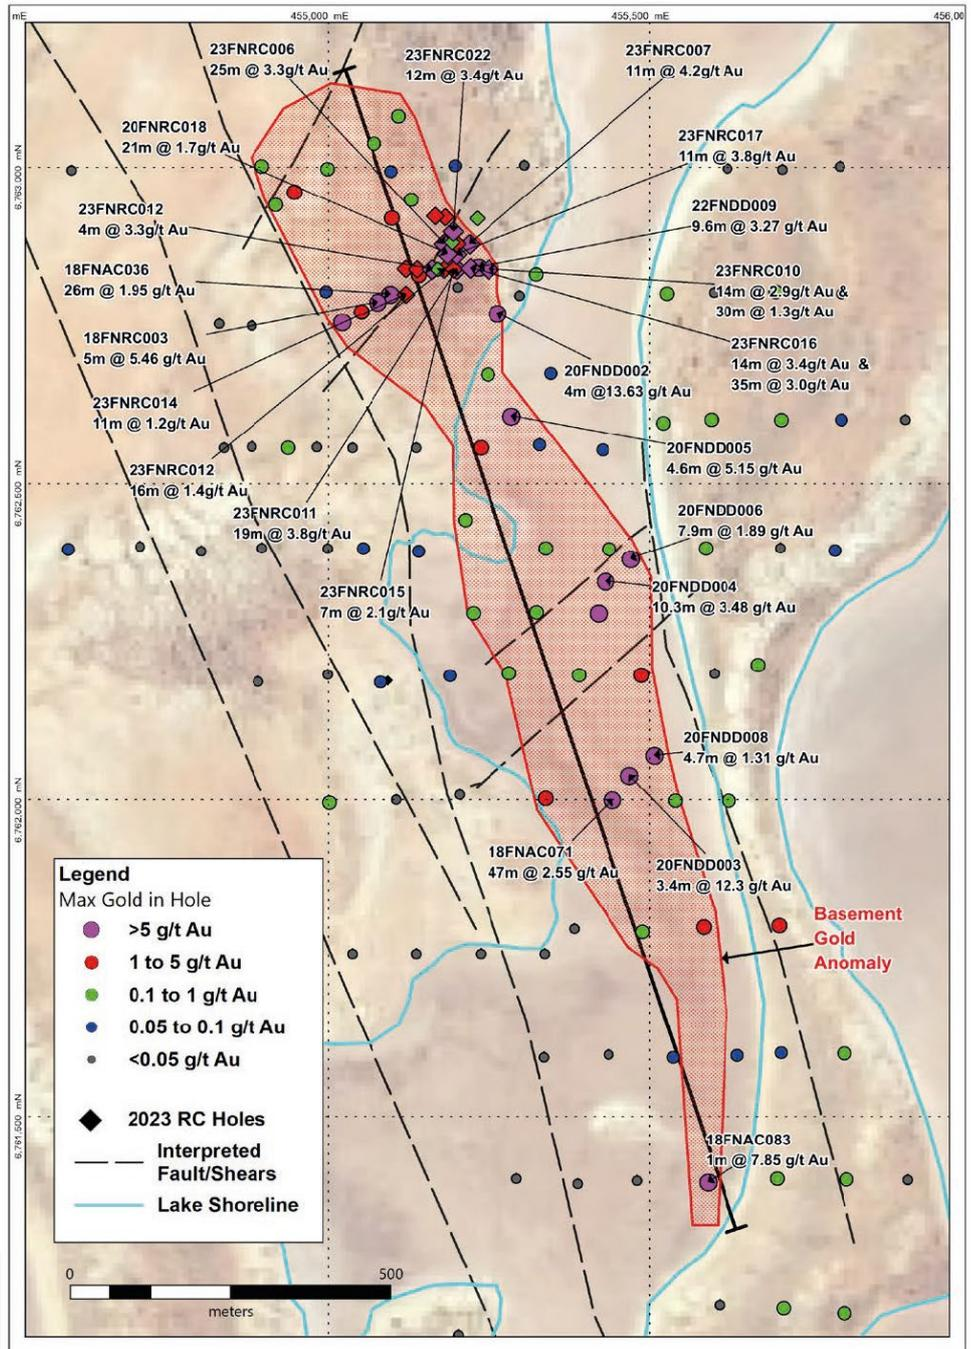 mE
455,000 mE
455,500 mE
456,00
23FNRC006
25m @ 3.3g/t Au
23FNRC022
12m @ 3.4g/t Au
23FNRC007
11m @ 4.2g/t Au
20FNRC018
21m @ 1.7g/t Au
23FNRC017
11m @ 3.8g/t Au
6,763,000 mN
23FNRC012
4m @ 3.3g/t Au
22FNDD009
9.6m @ 3.27 g/t Au
18FNAC036
26m @ 1.95 g/t Au
23FNRC010
14m @ 2.9g/t Au &
30m @ 1.3g/t Au
18FNRC003
5m @ 5.46 g/t Au
23FNRC016
14m @ 3.4g/t Au &
35m @ 3.0g/t Au
20FNDD002
4m @13.63 g/t Au
23FNRC014
11m @ 1.2g/t Au
20FNDD005
4.6m @ 5.15 g/t Au
23FNRC012
16m @ 1.4g/t Au
6,762,500 mN
23FNRC011
19m @ 3.8g/t Au
20FNDD006
7.9m @ 1.89 g/t Au
23FNRC015
7m @ 2.1g/t Au
20FNDD004
10.3m @ 3.48 g/t Au
20FNDD008
4.7m @ 1.31 g/t Au
6,762,000 mN
18FNAC071
47m @ 2.55 g/t Au
20FNDD003
3.4m @ 12.3 g/t Au
Basement
Gold
Anomaly
Legend
Max Gold in Hole
>5 g/t Au
1 to 5 g/t Au
0.1 to 1 g/t Au
0.05 to 0.1 g/t Au
<0.05 g/t Au
2023 RC Holes
Interpreted
Fault/Shears
Lake Shoreline
6,761,500 mN
18FNAC083
1m @ 7.85 g/t Au
0
500
meters